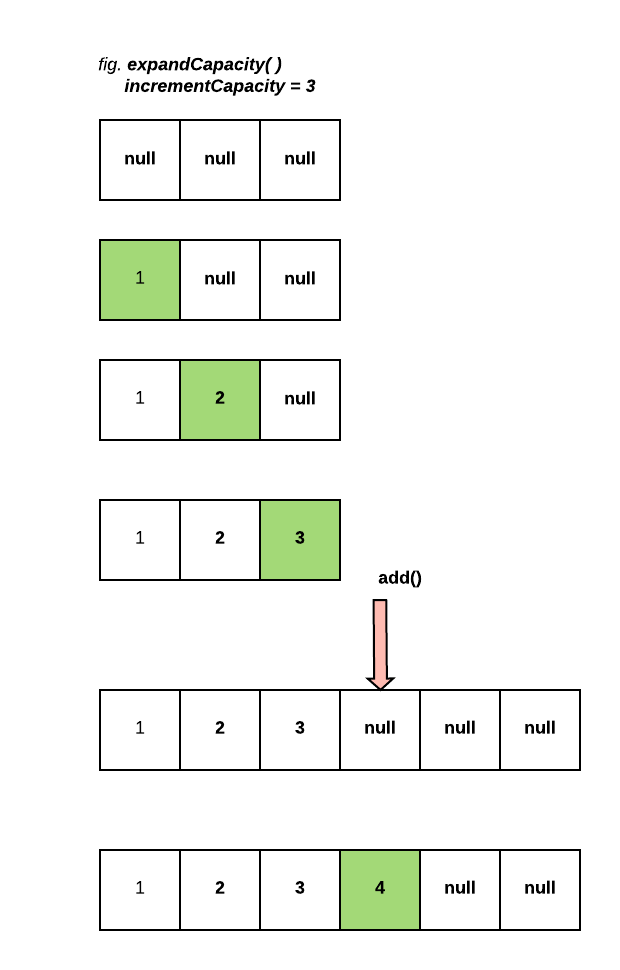 fig. expandCapacity( )
incrementCapacity = 3
null null null
1 null null
1 2 null
1 2 3
add()
1 2 3 null null null
1 2 3 4 null null